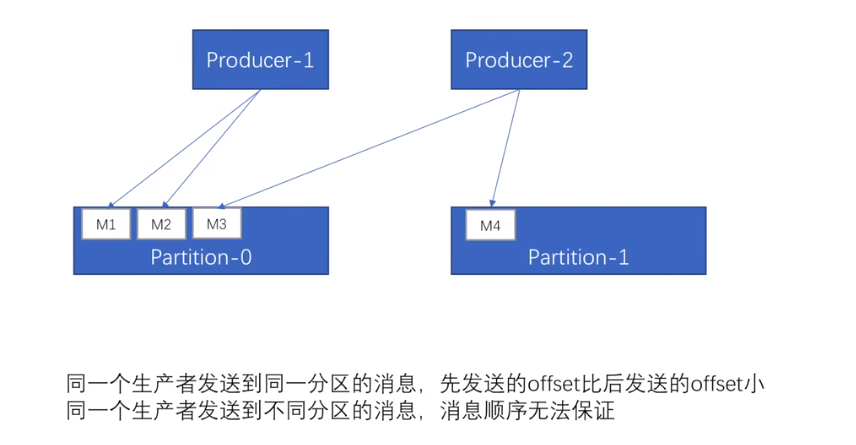 Producer-1
Producer-2
M1
M2
M3
Partition-0
M4
Partition-1
同一个生产者发送到同一分区的消息，先发送的offset比后发送的offset小
同一个生产者发送到不同分区的消息，消息顺序无法保证